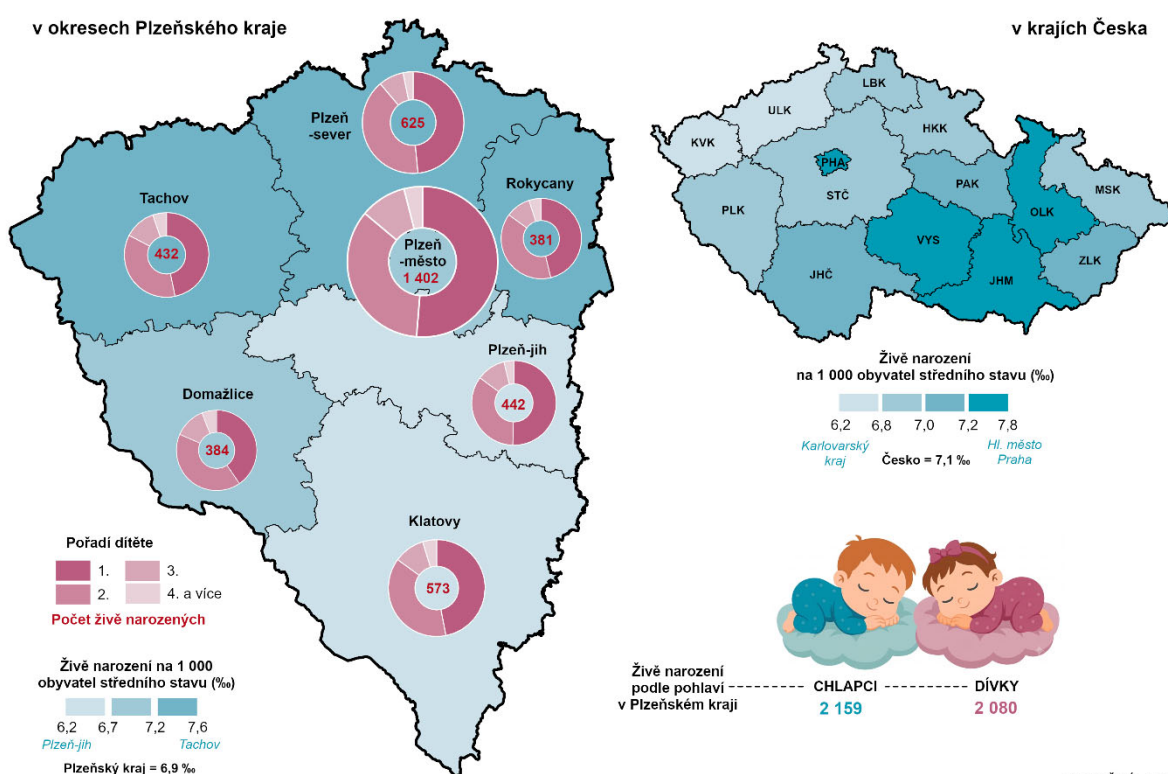 v okresech Plzeňského kraje
Plzeň
-sever
625
Tachov
432
Rokycany
381
Plzeň
-město
1 402
Plzeň-jih
442
Domažlice
384
Klatovy
573
Pořadí dítěte
1.
3.
2.
4. a více
Počet živě narozených
Živě narození na 1 000
obyvatel středního stavu (‰)
6,2
6,7
7,2
7,6
Plzeň-jih
Tachov
Plzeňský kraj = 6,9 ‰
v krajích Česka
LBK
ULK
HKK
KVK
PHA
STČ
PAK
MSK
PLK
OLK
VYS
ZLK
JHČ
JHM
Živě narození
na 1 000 obyvatel středního stavu (‰)
6,2
6,8
7,0
7,2
7,8
Karlovarský
kraj
Česko = 7,1 ‰
Hl. město
Praha
Živě narození
podle pohlaví
v Plzeňském kraji
CHLAPCI
2 159
DÍVKY
2 080